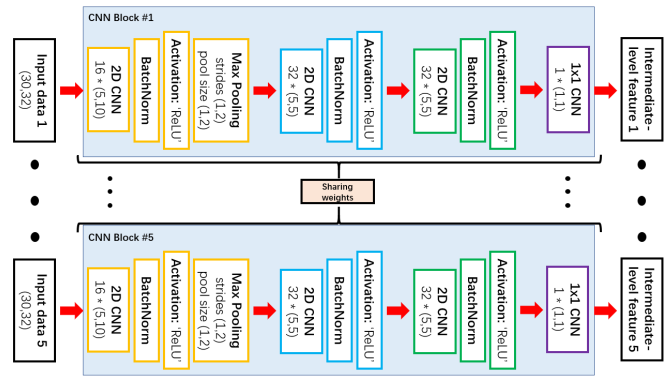 CNN Block #1
Input data 1
(30,32)
2D CNN
16 * (5,10)
BatchNorm
Activation: 'ReLU'
Max Pooling
strides (1,2)
pool size (1,2)
2D CNN
32 * (5,5)
BatchNorm
Activation: 'ReLU'
2D CNN
32 * (5,5)
BatchNorm
Activation: 'ReLU'
1x1 CNN
1 * (1,1)
Intermediate-
level feature 1
Sharing
weights
CNN Block #5
Input data 5
(30,32)
2D CNN
16 * (5,10)
BatchNorm
Activation: 'ReLU'
Max Pooling
strides (1,2)
pool size (1,2)
2D CNN
32 * (5,5)
BatchNorm
Activation: 'ReLU'
2D CNN
32 * (5,5)
BatchNorm
Activation: 'ReLU'
1x1 CNN
1 * (1,1)
Intermediate-
level feature 5